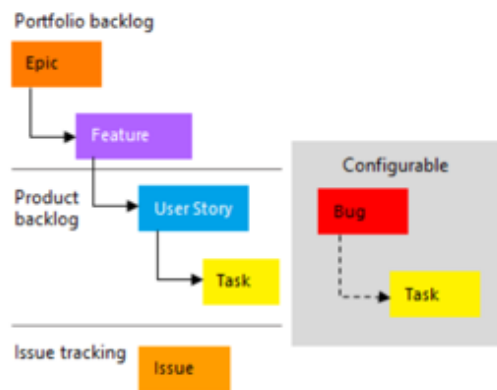 Portfolio backlog
Epic
Feature
Product
backlog
User Story
Task
Issue tracking
Issue
Configurable
Bug
Task